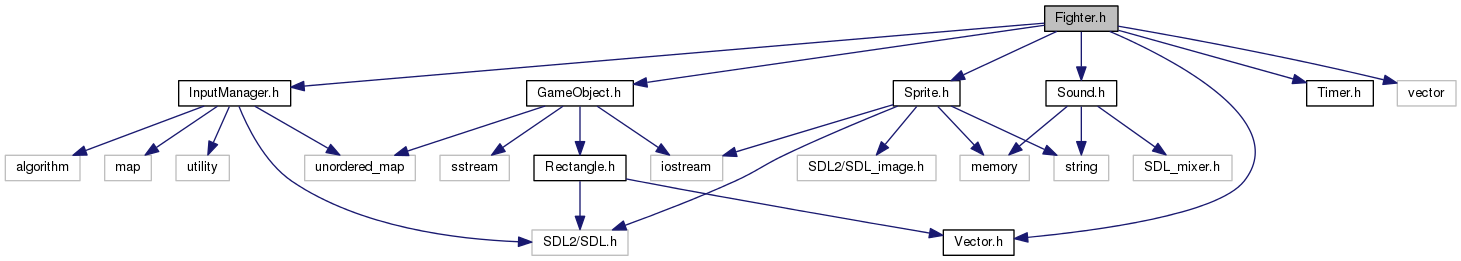 Fighter.h
InputManager.h
GameObject.h
Sprite.h
Sound.h
Timer.h
vector
algorithm
map
utility
unordered_map
sstream
Rectangle.h
iostream
SDL2/SDL_image.h
memory
string
SDL_mixer.h
SDL2/SDL.h
Vector.h